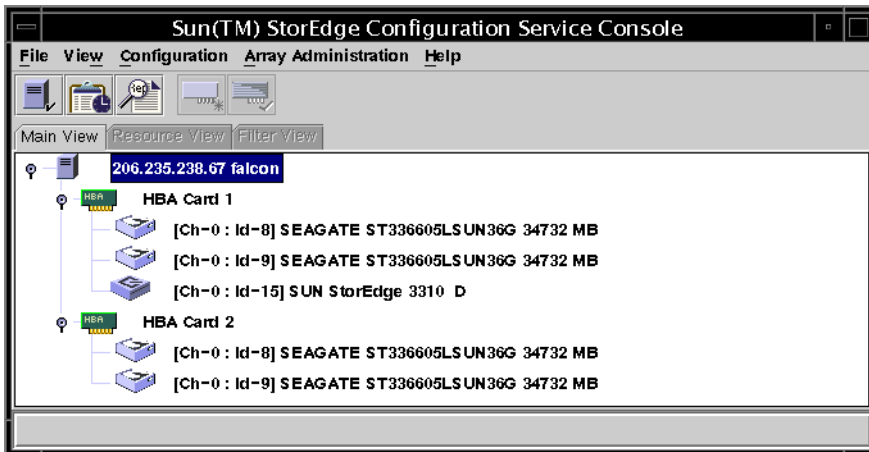 Sun(TM) StorEdge Configuration Service Console
File View Configuration Array Administration Help
Rep
Main View Resource View Filter View
206.235.238.67 falcon
HBA HBA Card 1
[Ch-0 : Id-8] SEAGATE ST336605LSUN36G 34732 MB
[Ch-0 : Id-9] SEAGATE ST336605LSUN36G 34732 MB
[Ch-0 : Id-15] SUN StorEdge 3310 D
HBA HBA Card 2
[Ch-0 : Id-8] SEAGATE ST336605LSUN36G 34732 MB
[Ch-0 : Id-9] SEAGATE ST336605LSUN36G 34732 MB